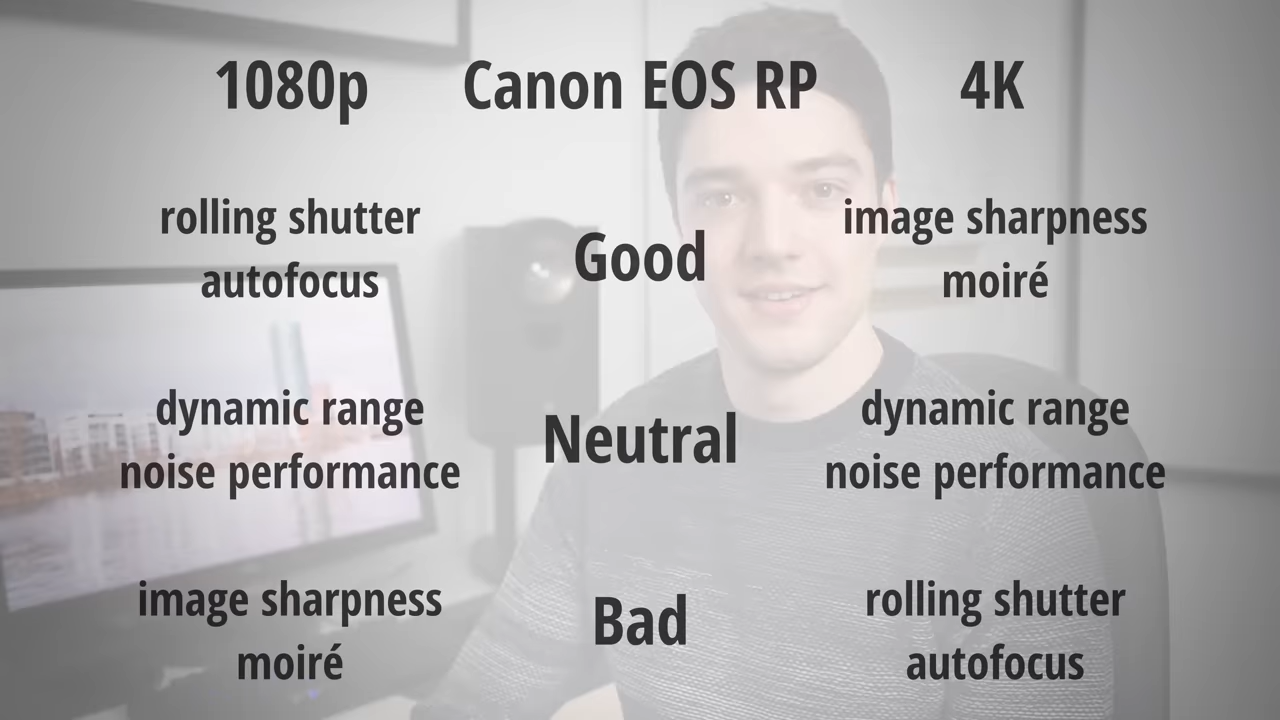 1080p Canon EOS RP 4K
rolling shutter
autofocus
Good
image sharpness
moiré
dynamic range
noise performance
Neutral
dynamic range
noise performance
image sharpness
moiré
Bad
rolling shutter
autofocus